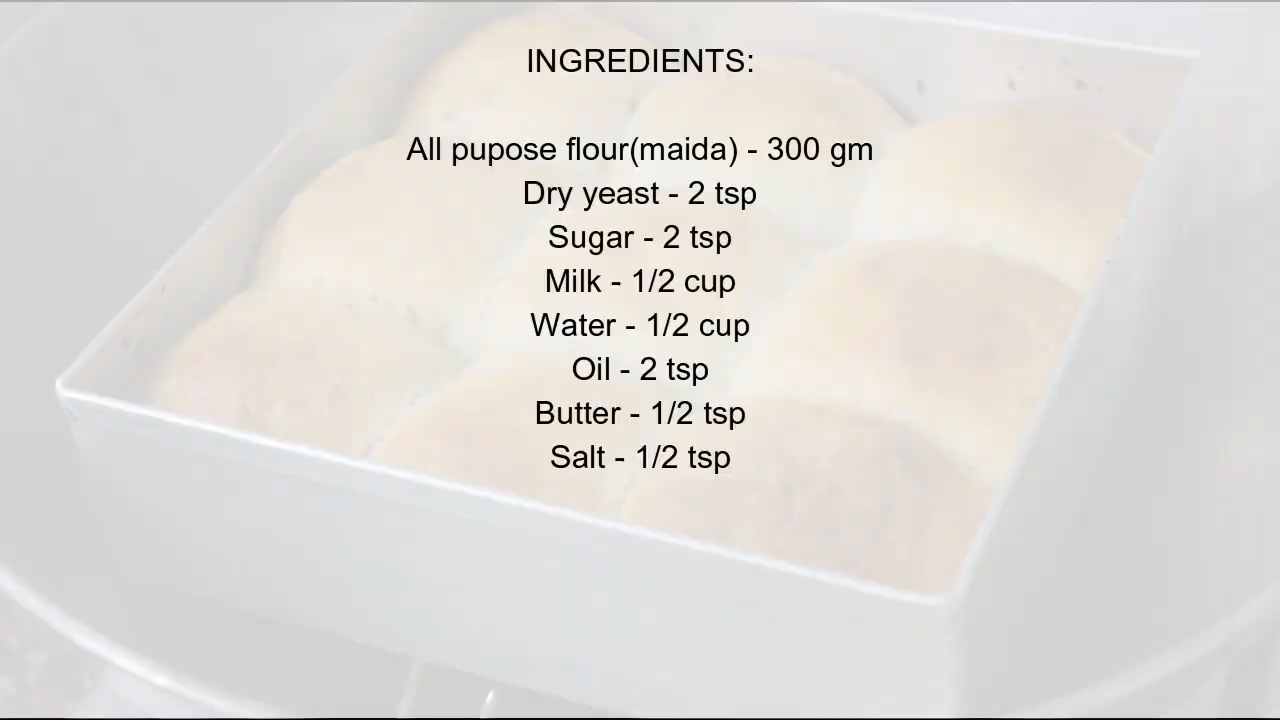 INGREDIENTS:
All pupose flour(maida) - 300 gm
Dry yeast - 2 tsp
Sugar - 2 tsp
Milk - 1/2 cup
Water - 1/2 cup
Oil - 2 tsp
Butter - 1/2 tsp
Salt - 1/2 tsp